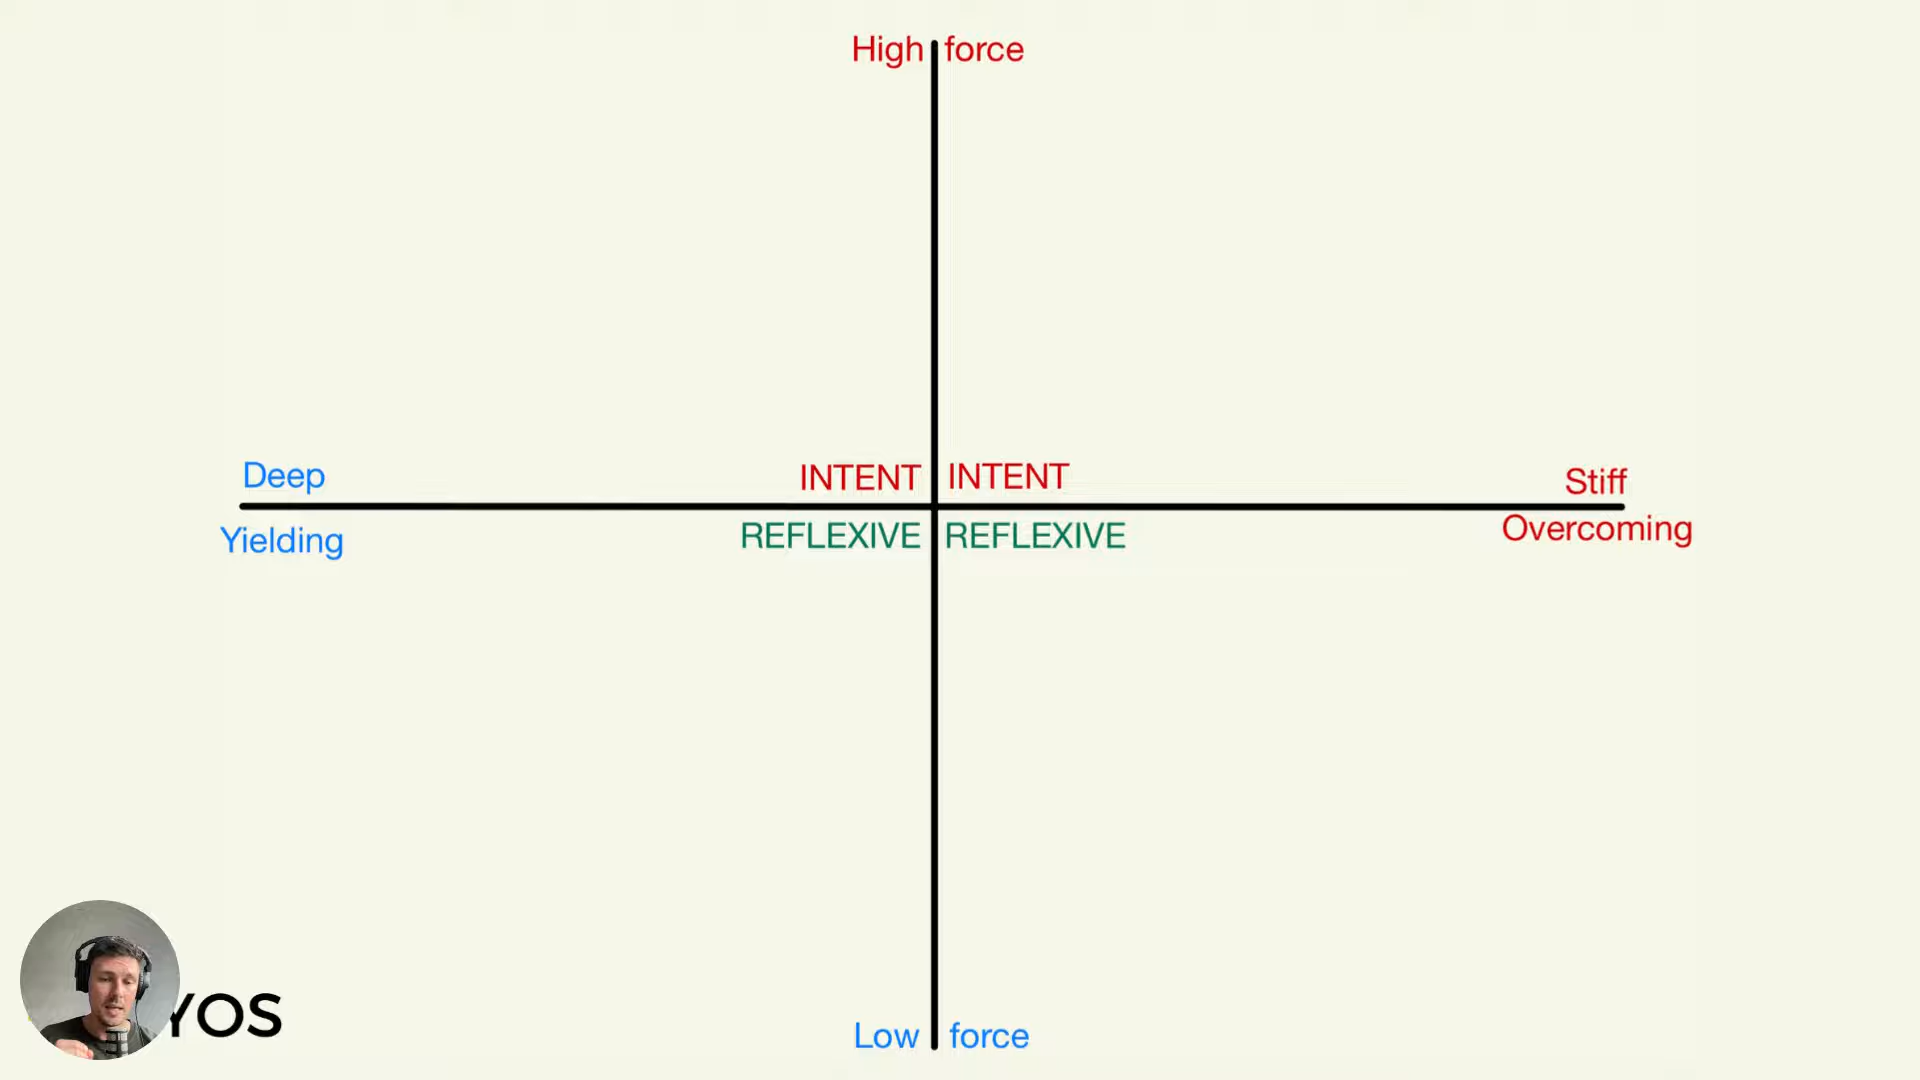 High force
Deep
INTENT INTENT
Stiff
Yielding
REFLEXIVE REFLEXIVE
Overcoming
YOS
Low force